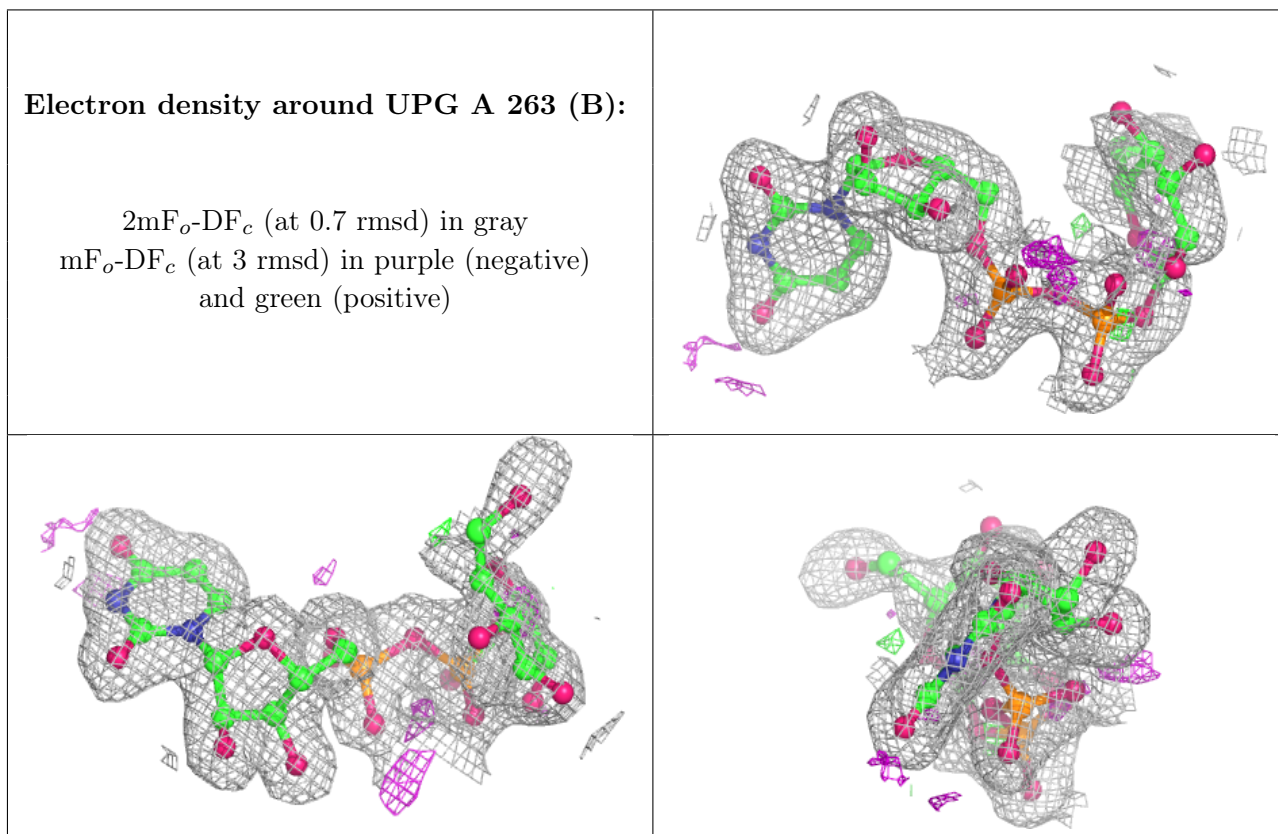 Electron density around UPG A 263 (B):
2mFo-DFc (at 0.7 rmsd) in gray
mFo-DFc (at 3 rmsd) in purple (negative)
and green (positive)